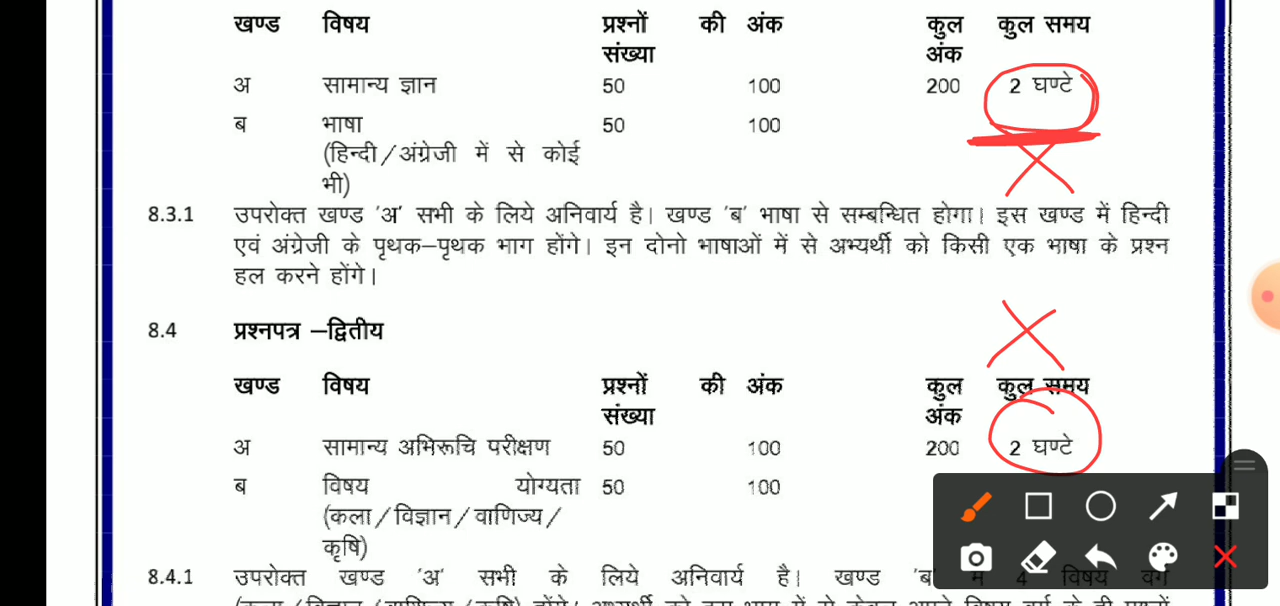 खण्ड विषय प्रश्नों की अंक कुल कुल समय
संख्या अंक
अ सामान्य ज्ञान 50 100 200 2 घण्टे
ब भाषा 50 100
(हिन्दी/अंग्रेजी में से कोई
भी)
8.3.1 उपरोक्त खण्ड 'अ' सभी के लिये अनिवार्य है। खण्ड 'ब' भाषा से सम्बन्धित होगा। इस खण्ड में हिन्दी
एवं अंग्रेजी के पृथक–पृथक भाग होंगे। इन दोनो भाषाओं में से अभ्यर्थी को किसी एक भाषा के प्रश्न
हल करने होंगे।
8.4 प्रश्नपत्र –द्वितीय
खण्ड विषय प्रश्नों की अंक कुल कुल समय
संख्या अंक
अ सामान्य अभिरूचि परीक्षण 50 100 200 2 घण्टे
ब विषय योग्यता 50 100
(कला/विज्ञान/वाणिज्य/
कृषि)
8.4.1 उपरोक्त खण्ड 'अ' सभी के लिये अनिवार्य है। खण्ड 'ब' में 4 विषय वर्ग